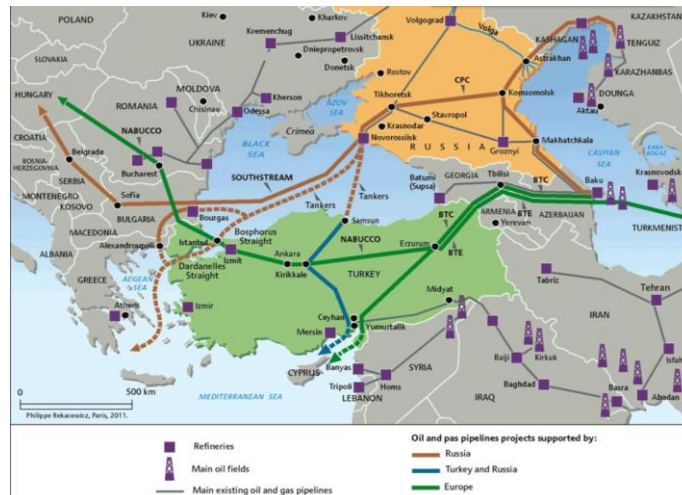 POLAND
Kiev
Kharkov
Kremenchug
Lissitchansk
Volgograd
Volga
KAZAKHSTAN
KASHAGAN
UKRAINE
Dniepropetrovsk
Donetsk
Astrakhan
TENGUIZ
SLOVAKIA
Rostov
CPC
KARAZHANBAS
MOLDOVA
Chisinau
Kherson
Tikhoretsk
Komsomolsk
DOUNGA
HUNGARY
ROMANIA
Odessa
AZOV
SEA
Stavropol
Aktau
CROATIA
NABUCCO
Crimea
Krasnodar
Novorossiisk
RUSSIA
Groznyi
Makhatchkala
BLACK
SEA
CASPIAN
SEA
KARA-
BOGAZ
BOSNIA-
HERZEGOVINA
Belgrade
Bucharest
SOUTHSTREAM
Batumi
(Supsa)
GEORGIA
Tbilisi
BTC
Baku
Krasnovodsk
MONTENEGRO
SERBIA
KOSOVO
Sofia
BULGARIA
Bourgas
Tankers
Tankers
Samsun
BTC
BTE
ARMENIA
Yerevan
BTE
AZERBAIJAN
TURKMENIST
MACEDONIA
ALBANIA
Alexandroupoli
Istanbul
Bosphorus
Straight
NABUCCO
Erzurum
BTE
Izmit
Ankara
Kirikkale
TURKEY
Dardanelles
Straight
GREECE
AEGEAN
SEA
Tabriz
Tehran
Athens
Izmir
Midyat
Ceyhan
Mersin
Yumurtalik
IRAN
SYRIA
Baiji
Kirkuk
Isfah
CYPRUS
Banyas
Tripoli
Homs
LEBANON
Baghdad
IRAQ
Basra
Abadan
MEDITERRANEAN SEA
0
500 km
Philippe Rekacewicz, Paris, 2011.
Refineries
Main oil fields
Main existing oil and gas pipelines
Oil and pas pipelines projects supported by:
Russia
Turkey and Russia
Europe